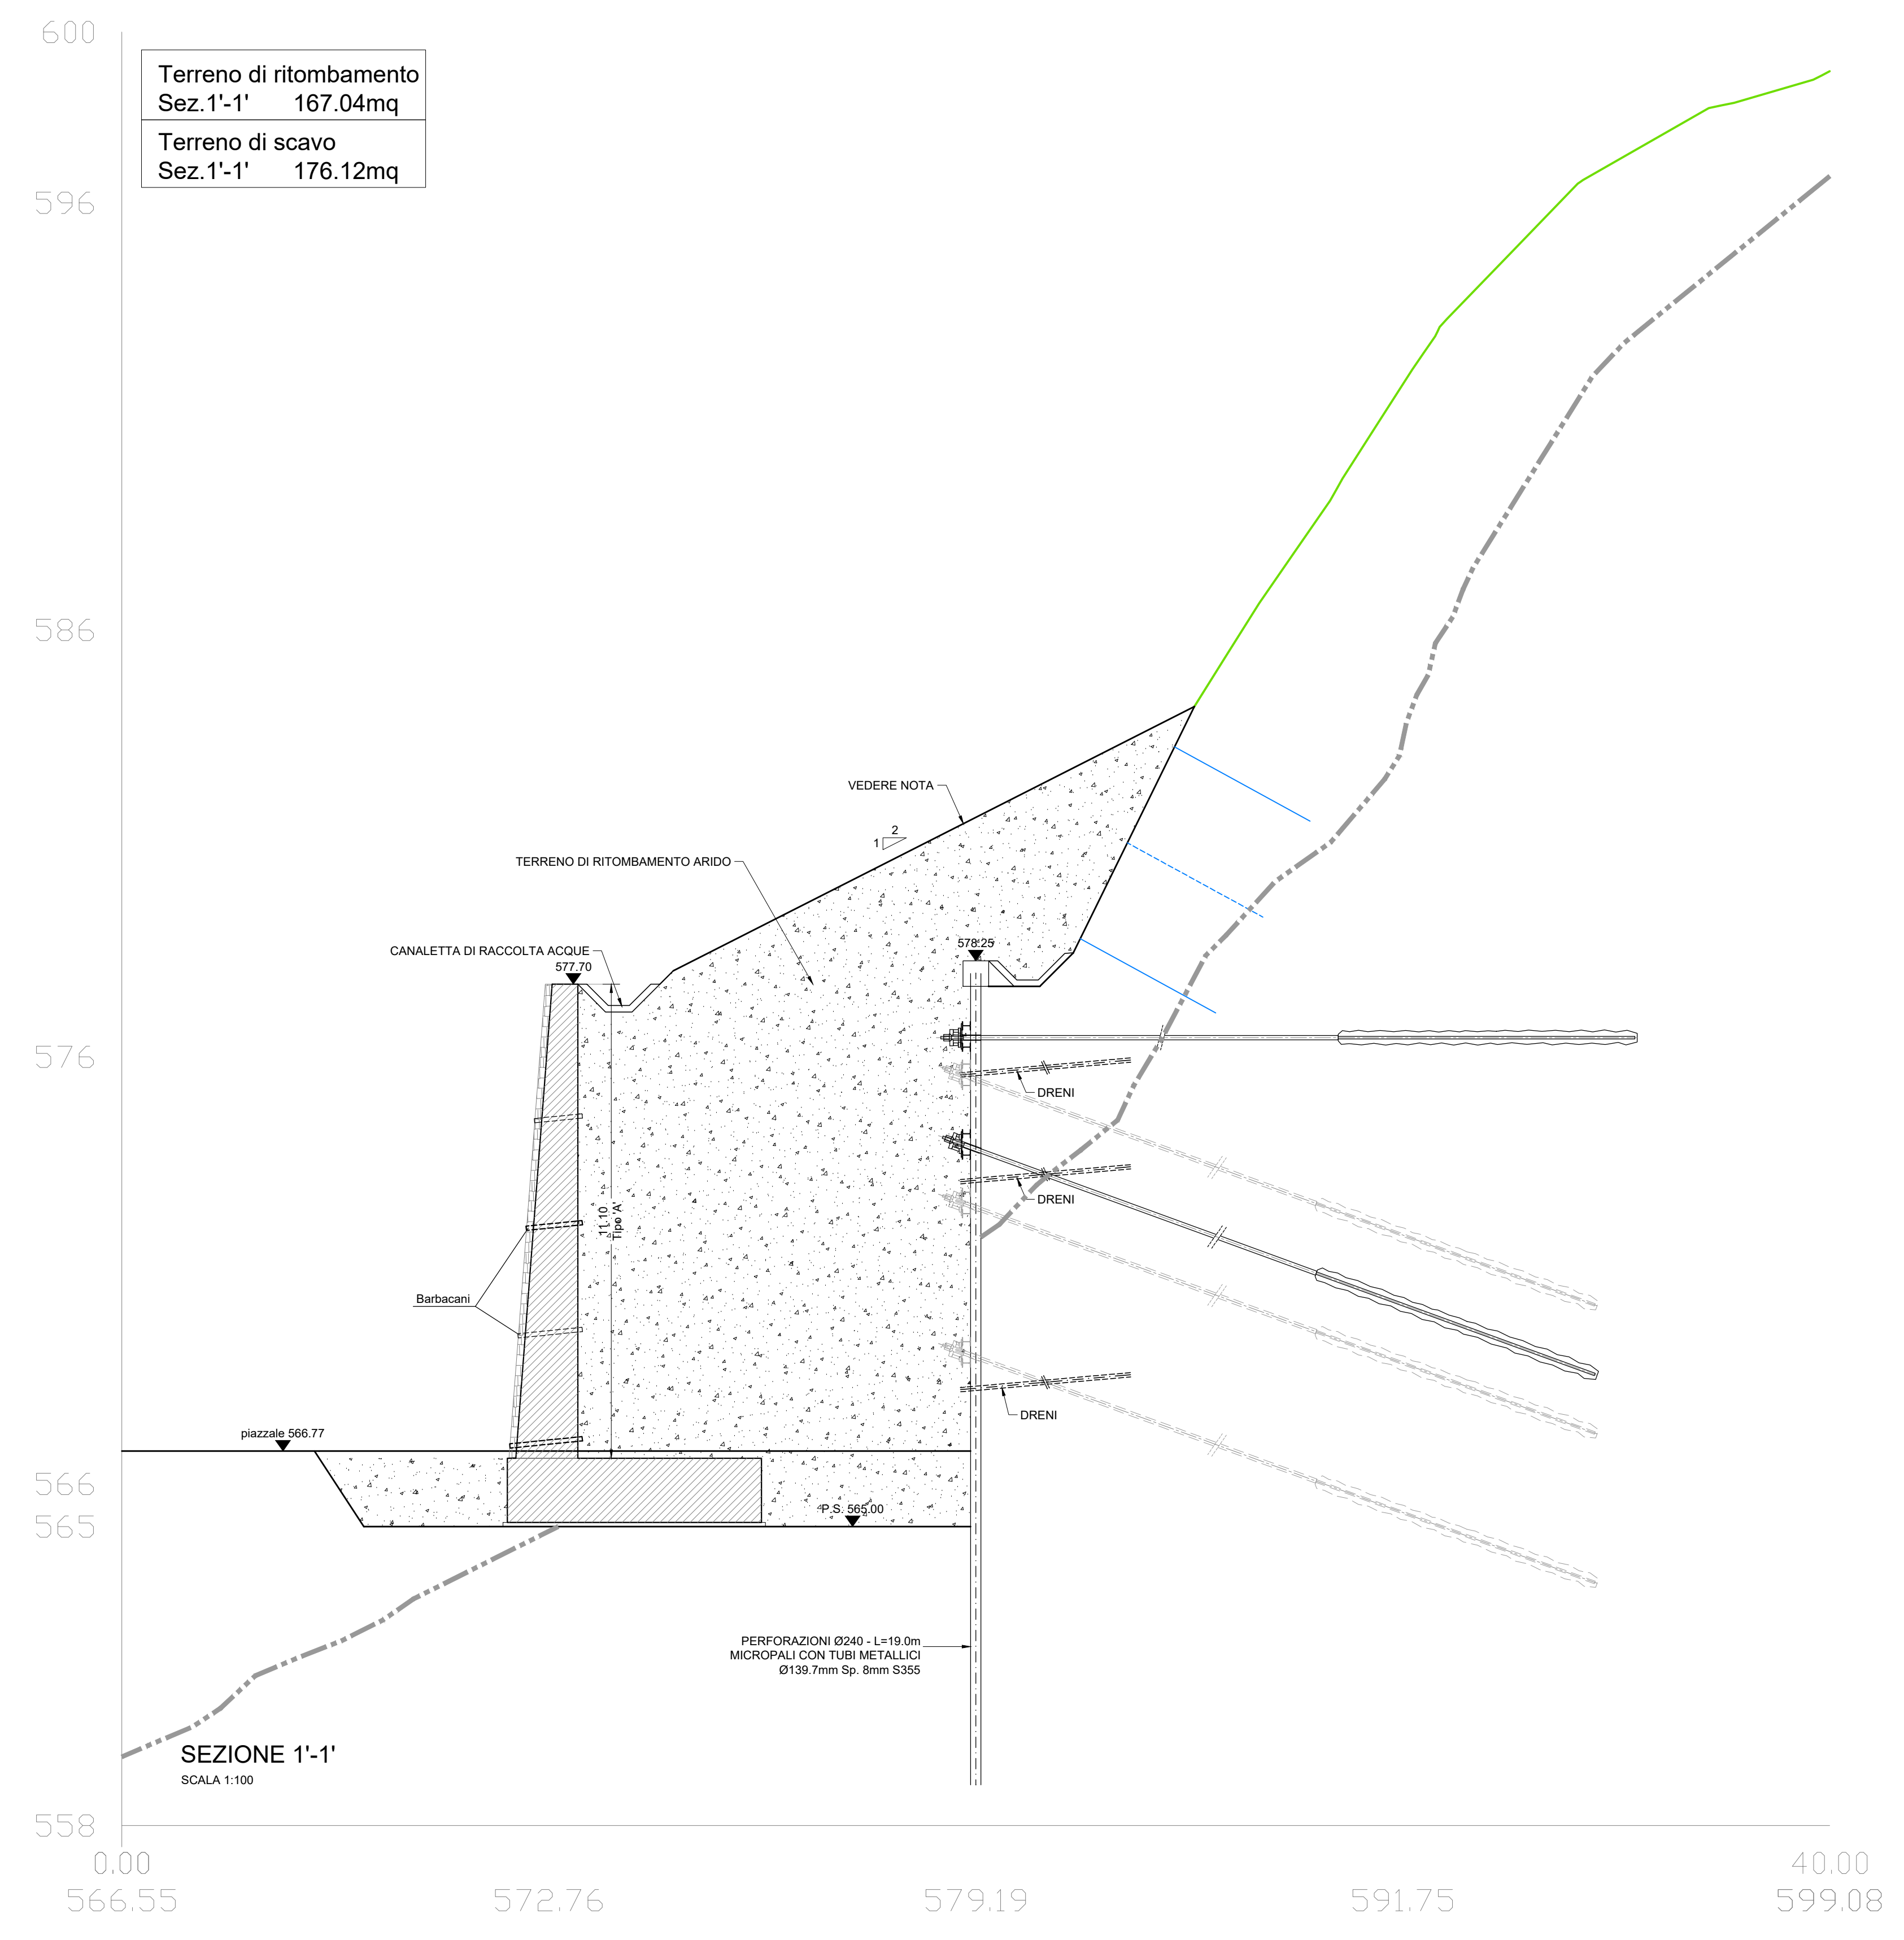 600
Terreno di ritombamento
Sez.1'-1' 167.04mq
Terreno di scavo
Sez.1'-1' 176.12mq
596
586
VEDERE NOTA
2
1
TERRENO DI RITOMBAMENTO ARIDO
CANALETTA DI RACCOLTA ACQUE
578.25
577.70
576
DRENI
DRENI
11.10
Tipo 'A'
Barbacani
DRENI
piazzale 566.77
566
P.S. 565.00
565
PERFORAZIONI Ø240 - L=19.0m
MICROPALI CON TUBI METALLICI
Ø139.7mm Sp. 8mm S355
SEZIONE 1'-1'
SCALA 1:100
558
0.00 40.00
566.55 572.76 579.19 591.75 599.08